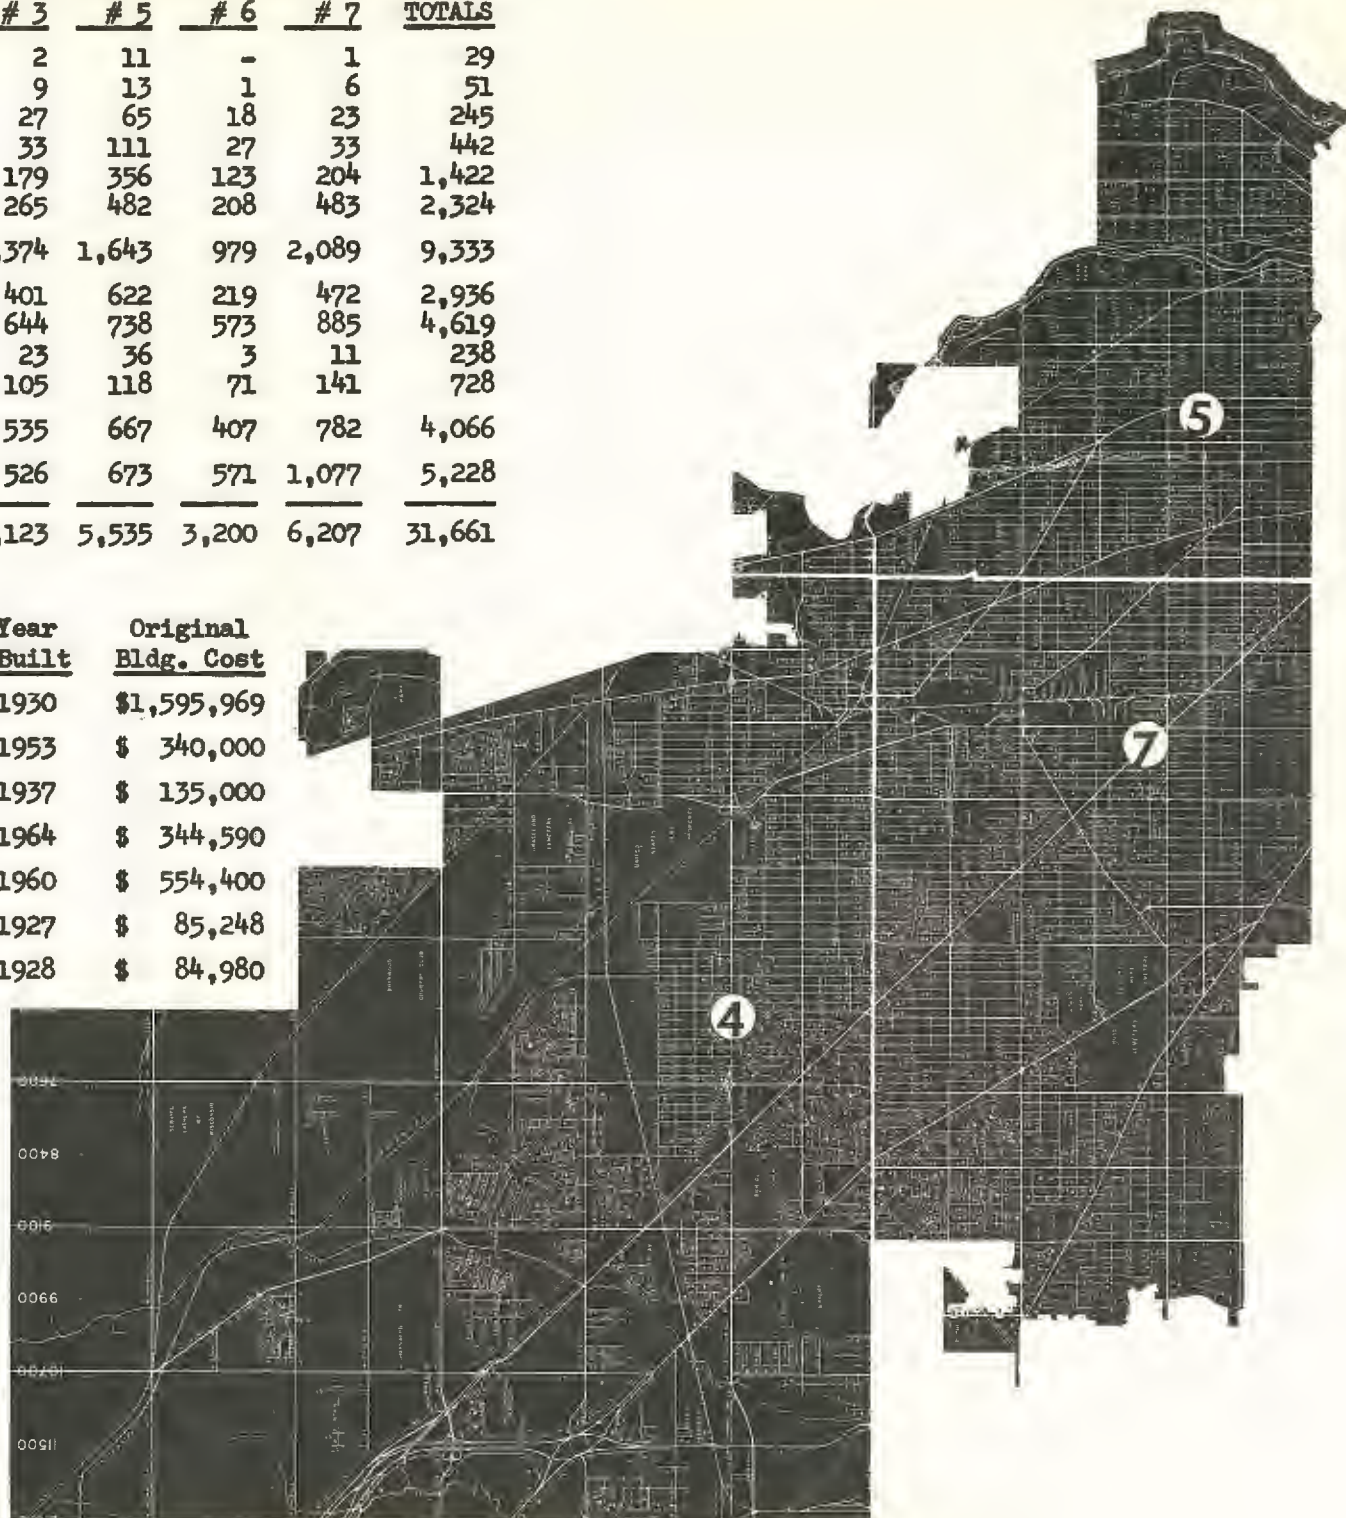 # 3 # 5 # 6 # 7 TOTALS
2 11 - 1 29
9 13 1 6 51
27 65 18 23 245
33 111 27 33 442
179 356 123 204 1,422
265 482 208 483 2,324
,374 1,643 979 2,089 9,333
401 622 219 472 2,936
644 738 573 885 4,619
23 36 3 11 238
105 118 71 141 728
535 667 407 782 4,066
526 673 571 1,077 5,228
,123 5,535 3,200 6,207 31,661
Year Original
Built Bldg. Cost
1930 $1,595,969
1953 $ 340,000
1937 $ 135,000
1964 $ 344,590
1960 $ 554,400
1927 $ 85,248
1928 $ 84,980
5
7
4
7600
8400
9100
9900
10700
11500